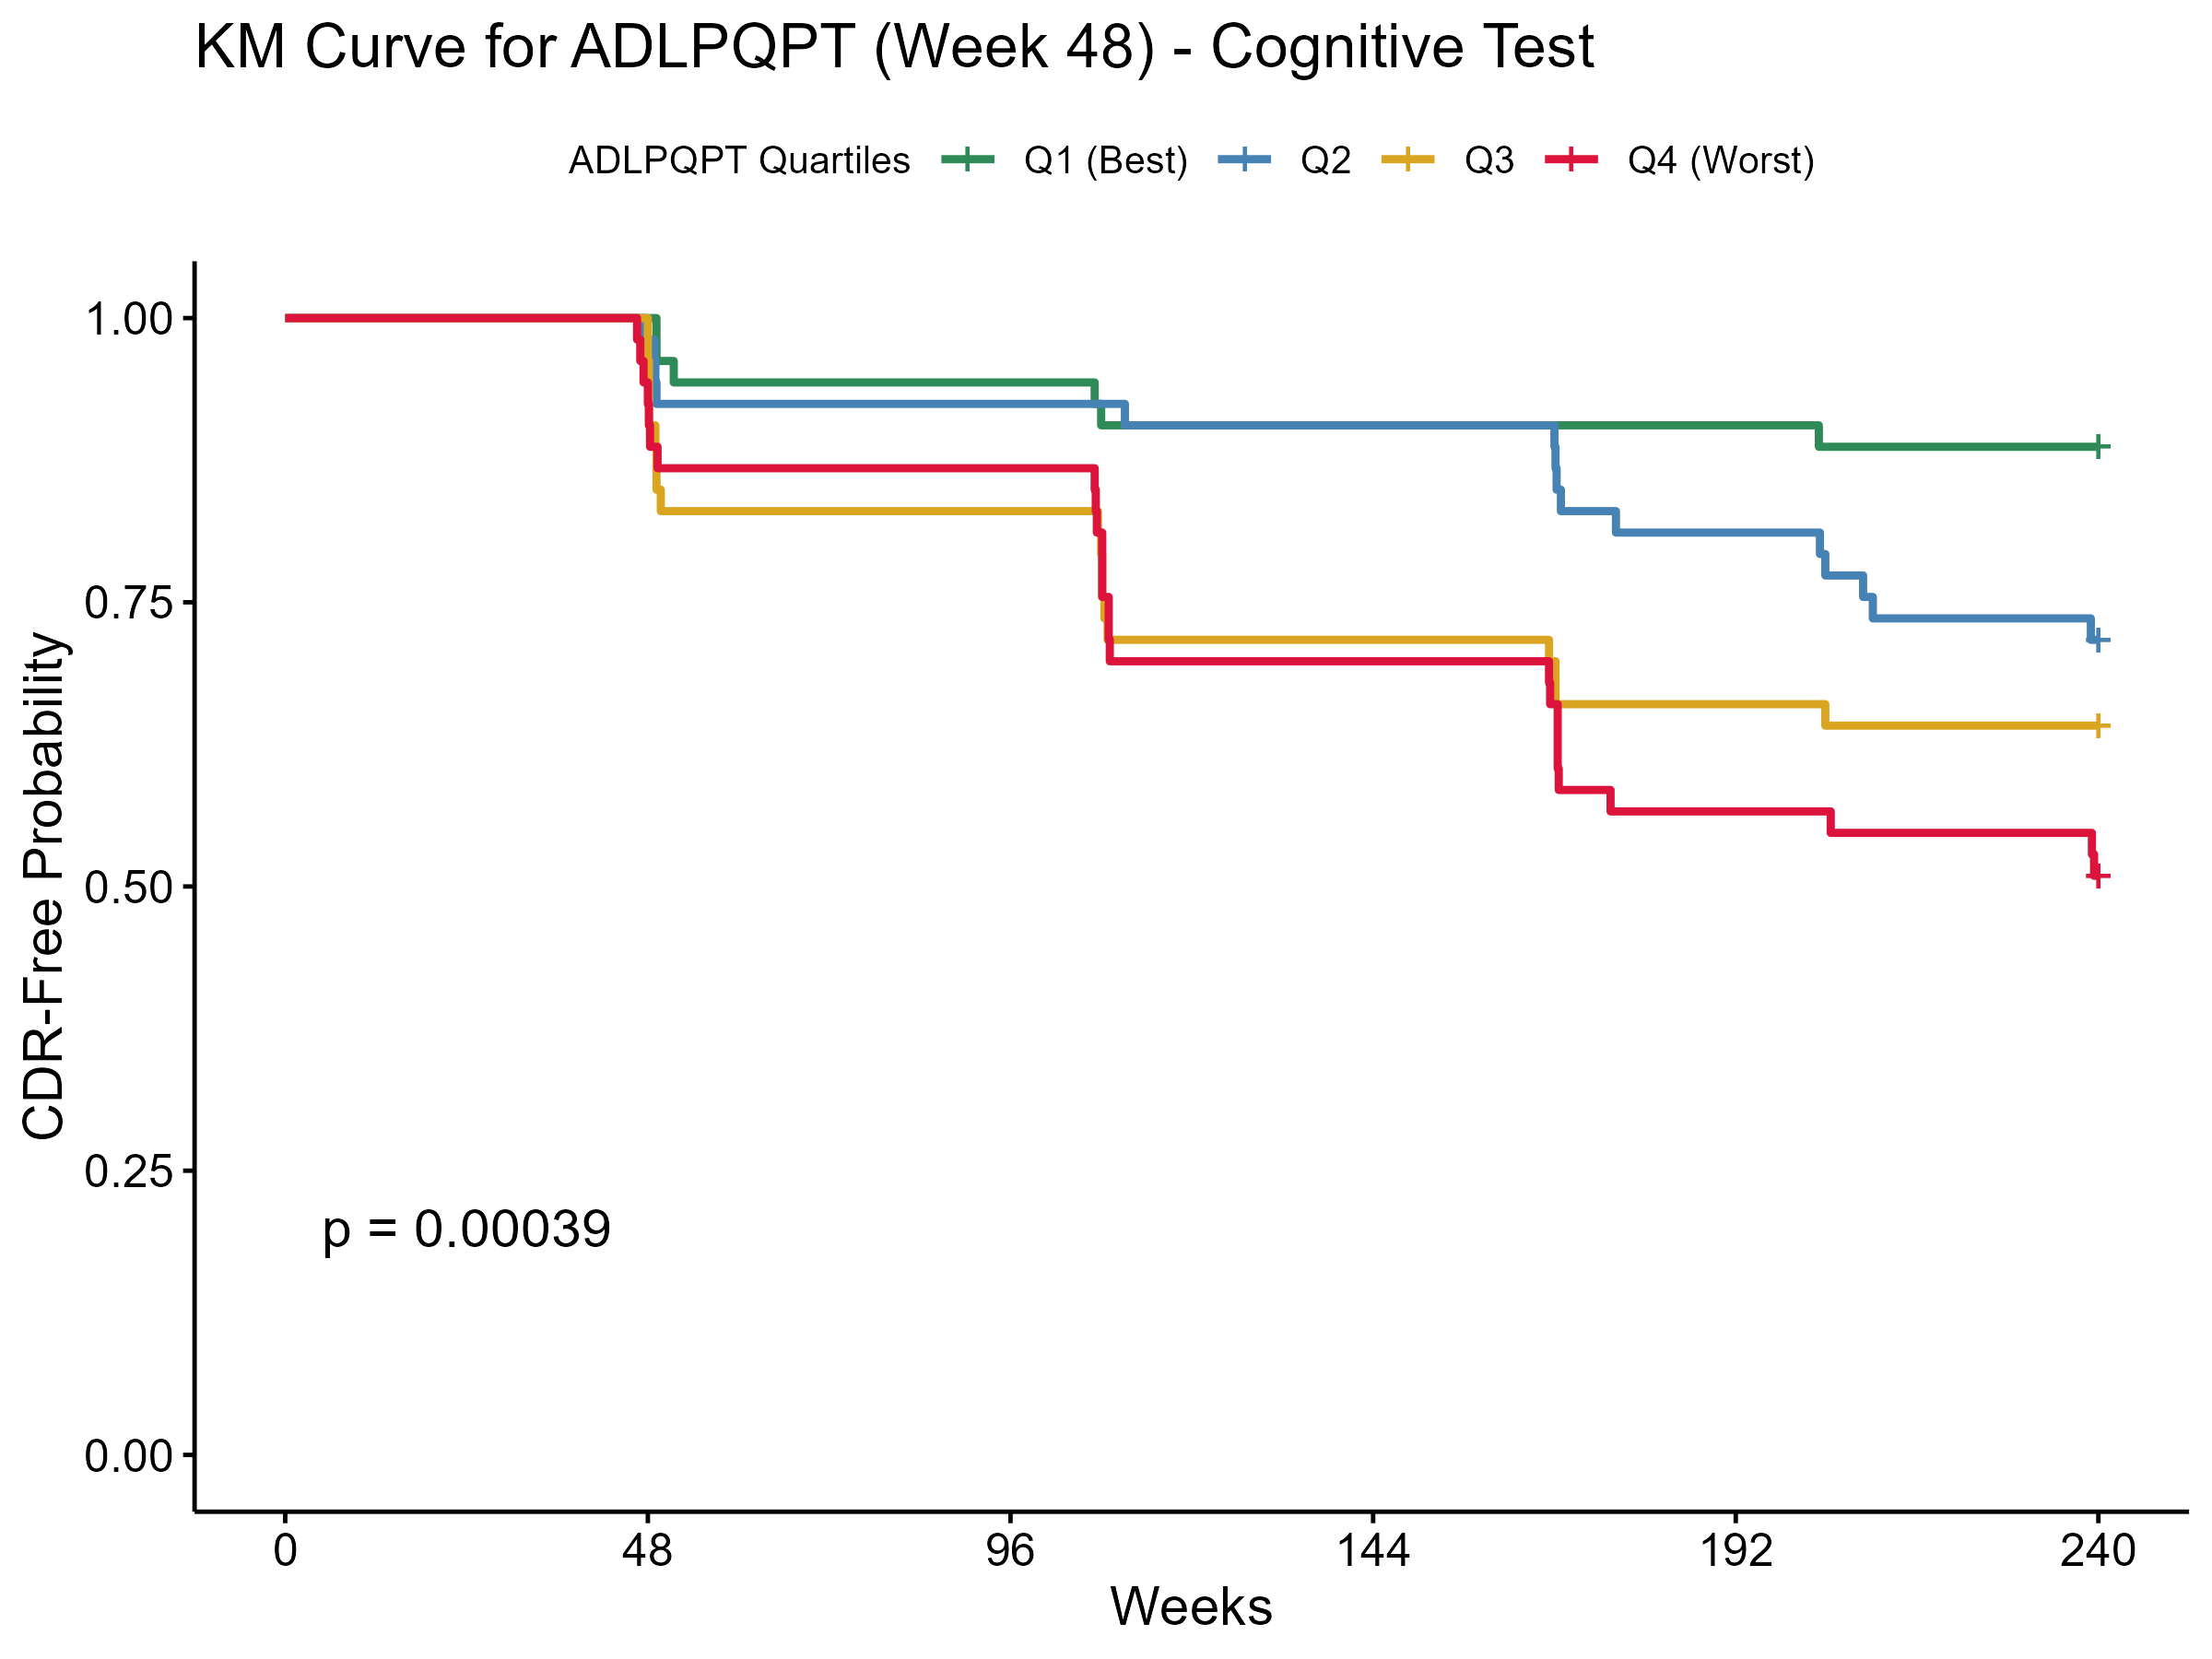 KM Curve for ADLPQPT (Week 48) - Cognitive Test
ADLPQPT Quartiles Q1 (Best) Q2 Q3 Q4 (Worst)
CDR-Free Probability
1.00
0.75
0.50
0.25
0.00
p = 0.00039
0 48 96 144 192 240
Weeks